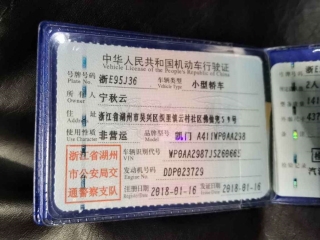 中华人民共和国机动车行驶证
Vehicle License of the People's Republic of China
号牌号码 浙E95J36 车辆类型 小型轿车
Plate No. Vehicle Type
所有人 宁秋云
Owner
住址 浙江省湖州市吴兴区织里镇云村社区佛俭兜59号
Address
使用性质 非营运 品牌型号
Use Character Model
浙江省湖州市公安局交通警察支队
车辆识别代号
VIN
发动机号码 DDP023729
Engine No.
注册日期 2018-01-16 发证日期 2018-01-16
Register Date Issue Date